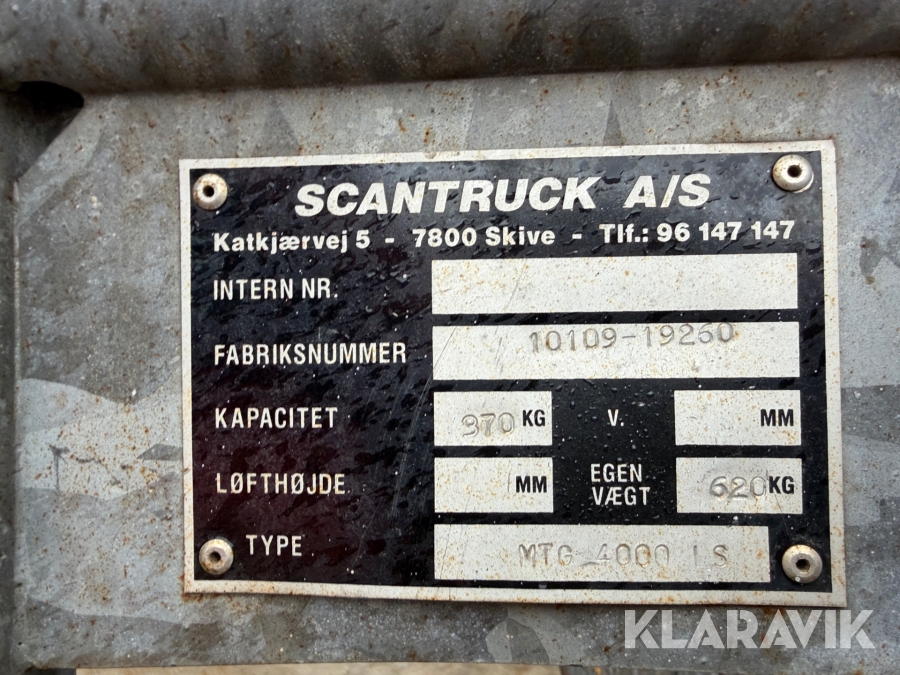 SCANTRUCK A/S
Katkjærvej 5 - 7800 Skive - Tlf.: 96 147 147
INTERN NR.
FABRIKSNUMMER 10109-19260
KAPACITET 970 KG V. MM
LØFTHØJDE MM EGEN VÆGT 620 KG
TYPE MTG 4000 LS
KLARAVIK